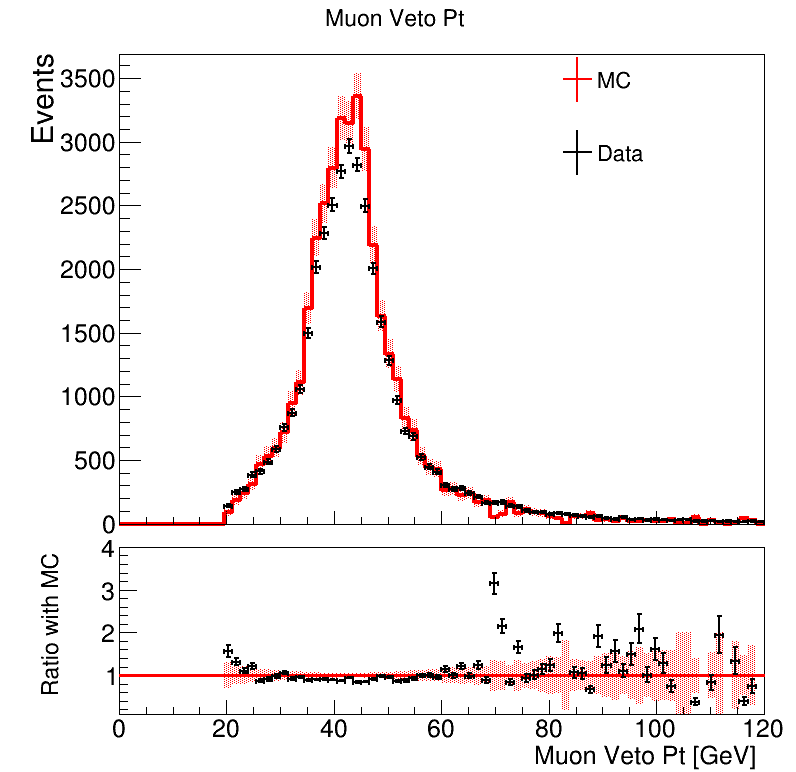 Muon Veto Pt
Events
3500
3000
2500
2000
1500
1000
500
0
MC
Data
Ratio with MC
4
3
2
1
0 20 40 60 80 100 120
Muon Veto Pt [GeV]